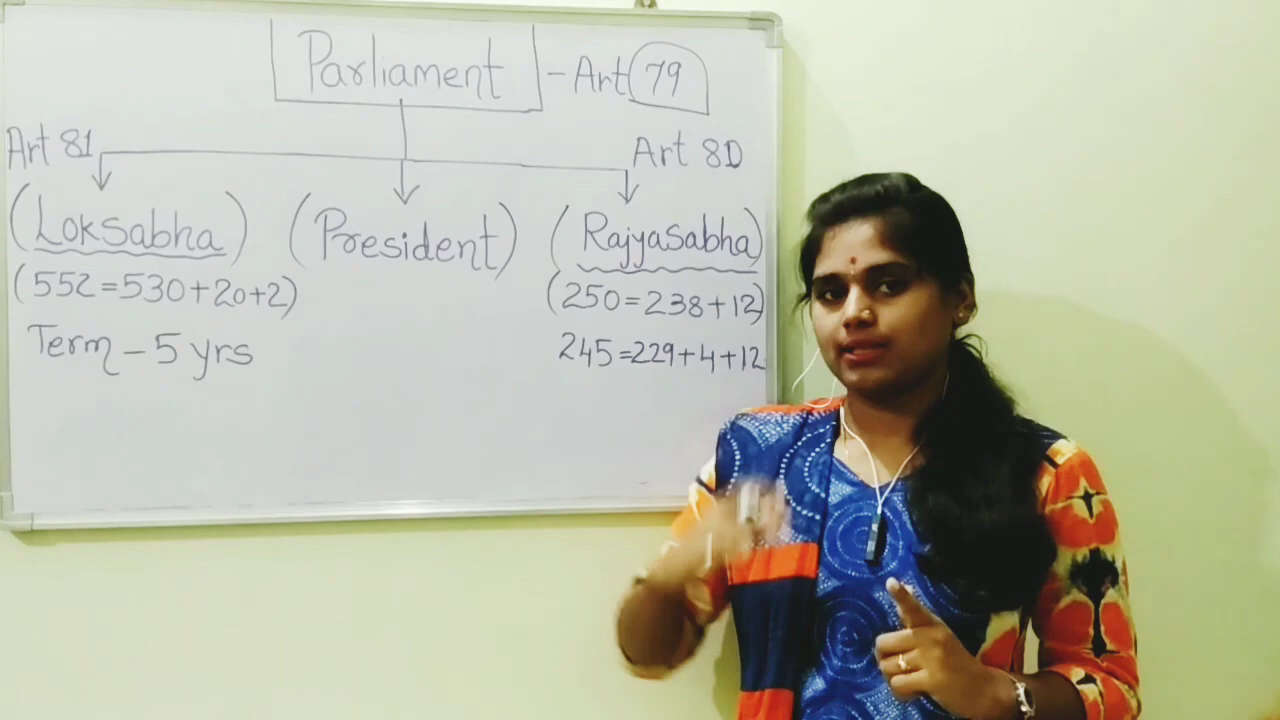 Parliament - Art 79
Art 81
Art 80
(Loksabha) (President) (Rajyasabha)
(552=530+20+2)
(250=238+12)
Term - 5 yrs
245=229+4+12